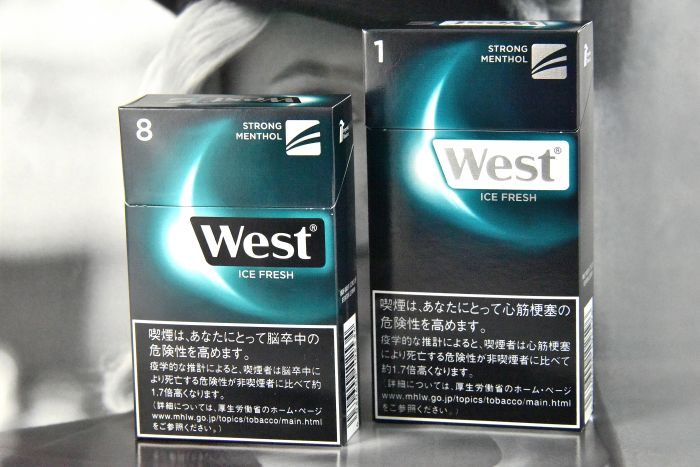 8
STRONG
MENTHOL
West®
ICE FRESH
喫煙は、あなたにとって脳卒中の
危険性を高めます。
疫学的な推計によると、喫煙者は脳卒中によ
り死亡する危険性が非喫煙者に比べて約
1.7倍高くなります。
(詳細については、厚生労働省のホーム・ページ
www.mhlw.go.jp/topics/tobacco/main.html
をご参照ください。)
1
STRONG
MENTHOL
West®
ICE FRESH
喫煙は、あなたにとって心筋梗塞の
危険性を高めます。
疫学的な推計によると、喫煙者は心筋梗塞
により死亡する危険性が非喫煙者に比べて
約1.7倍高くなります。
(詳細については、厚生労働省のホーム・ページ
www.mhlw.go.jp/topics/tobacco/main.html
をご参照ください。)